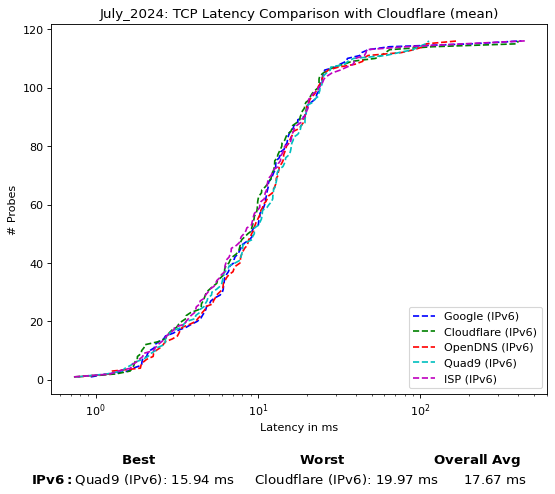 July_2024: TCP Latency Comparison with Cloudflare (mean)
120
100
80
60
40
20
0
# Probes
Google (IPv6)
Cloudflare (IPv6)
OpenDNS (IPv6)
Quad9 (IPv6)
ISP (IPv6)
10⁰ 10¹ 10²
Latency in ms
Best Worst Overall Avg
IPv6: Quad9 (IPv6): 15.94 ms Cloudflare (IPv6): 19.97 ms 17.67 ms